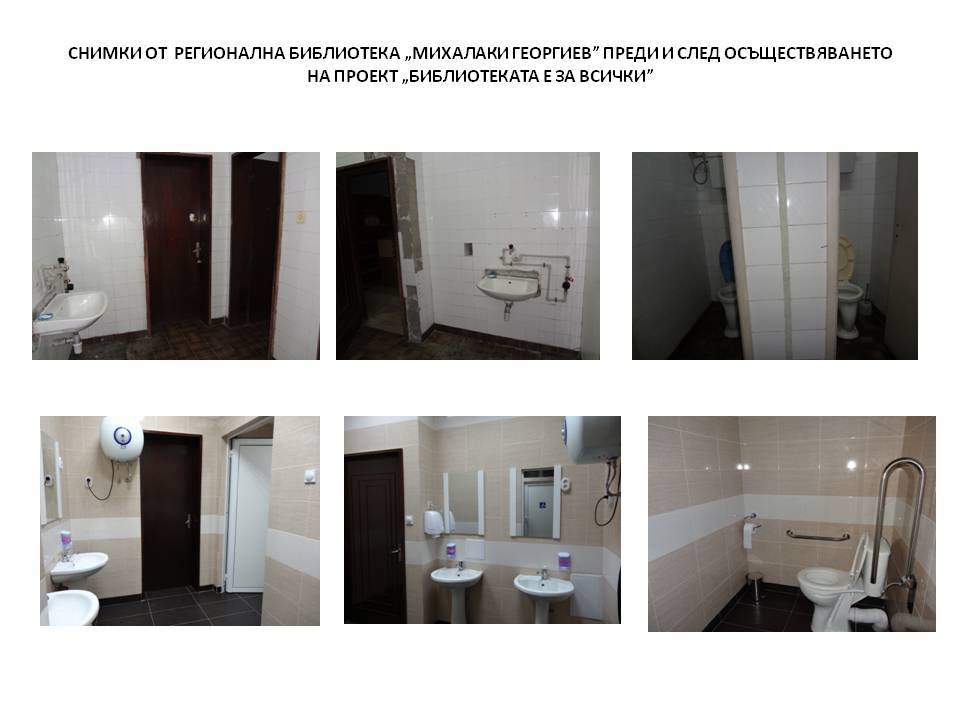 СНИМКИ ОТ РЕГИОНАЛНА БИБЛИОТЕКА „МИХАЛАКИ ГЕОРГИЕВ” ПРЕДИ И СЛЕД ОСЪЩЕСТВЯВАНЕТО
НА ПРОЕКТ „БИБЛИОТЕКАТА Е ЗА ВСИЧКИ”